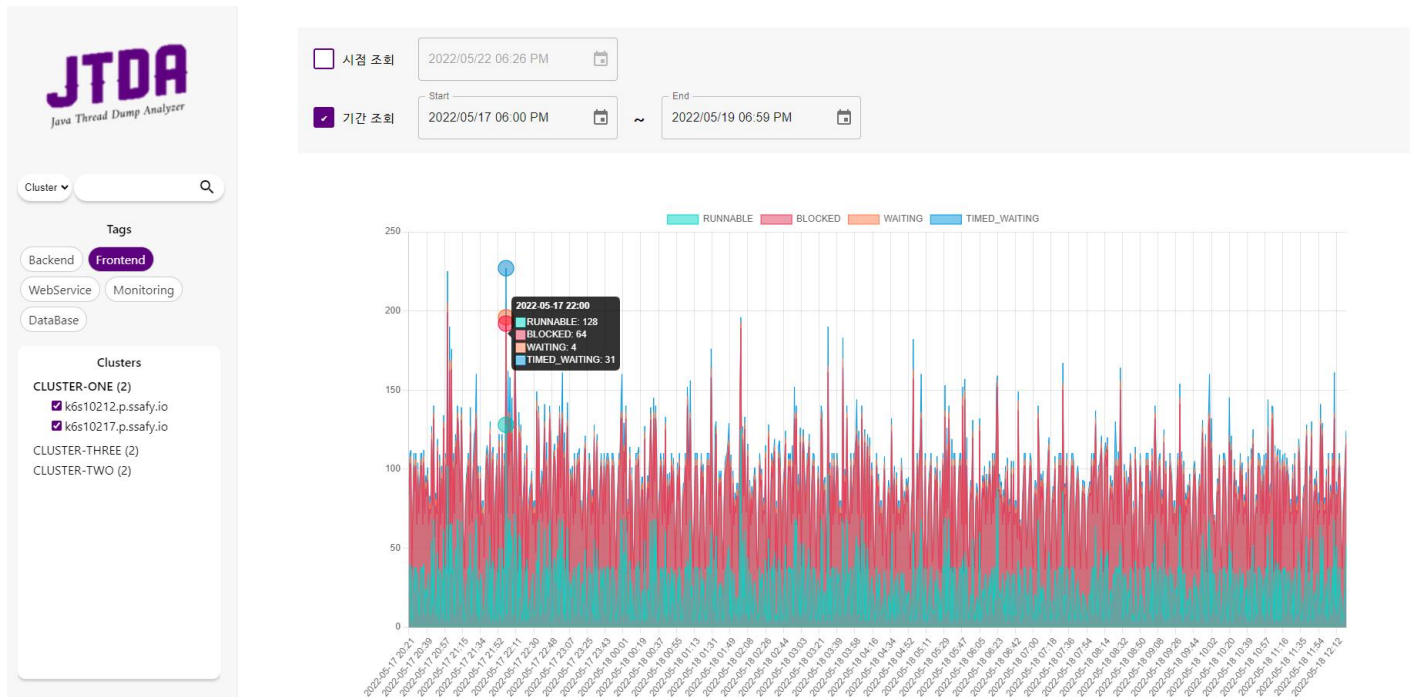 JTDA
Java Thread Dump Analyzer
시점 조회
2022/05/22 06:26 PM
기간 조회
Start
2022/05/17 06:00 PM
~
End
2022/05/19 06:59 PM
Cluster
Tags
Backend
Frontend
WebService
Monitoring
DataBase
Clusters
CLUSTER-ONE (2)
k6s10212.p.ssafy.io
k6s10217.p.ssafy.io
CLUSTER-THREE (2)
CLUSTER-TWO (2)
RUNNABLE BLOCKED WAITING TIMED_WAITING
250
200
150
100
50
0
2022-05-17 22:00
RUNNABLE: 128
BLOCKED: 64
WAITING: 4
TIMED_WAITING: 31
2022-05-17 20:21
2022-05-17 20:39
2022-05-17 20:57
2022-05-17 21:15
2022-05-17 21:34
2022-05-17 21:52
2022-05-17 22:11
2022-05-17 22:30
2022-05-17 22:48
2022-05-17 23:07
2022-05-17 23:25
2022-05-17 23:43
2022-05-18 00:01
2022-05-18 00:19
2022-05-18 00:37
2022-05-18 00:55
2022-05-18 01:13
2022-05-18 01:31
2022-05-18 01:49
2022-05-18 02:08
2022-05-18 02:26
2022-05-18 02:44
2022-05-18 03:03
2022-05-18 03:21
2022-05-18 03:39
2022-05-18 03:58
2022-05-18 04:16
2022-05-18 04:34
2022-05-18 04:52
2022-05-18 05:11
2022-05-18 05:29
2022-05-18 05:47
2022-05-18 06:05
2022-05-18 06:23
2022-05-18 06:42
2022-05-18 07:00
2022-05-18 07:18
2022-05-18 07:36
2022-05-18 07:54
2022-05-18 08:14
2022-05-18 08:32
2022-05-18 08:50
2022-05-18 09:08
2022-05-18 09:26
2022-05-18 09:44
2022-05-18 10:02
2022-05-18 10:20
2022-05-18 10:39
2022-05-18 10:57
2022-05-18 11:16
2022-05-18 11:35
2022-05-18 11:54
2022-05-18 12:12